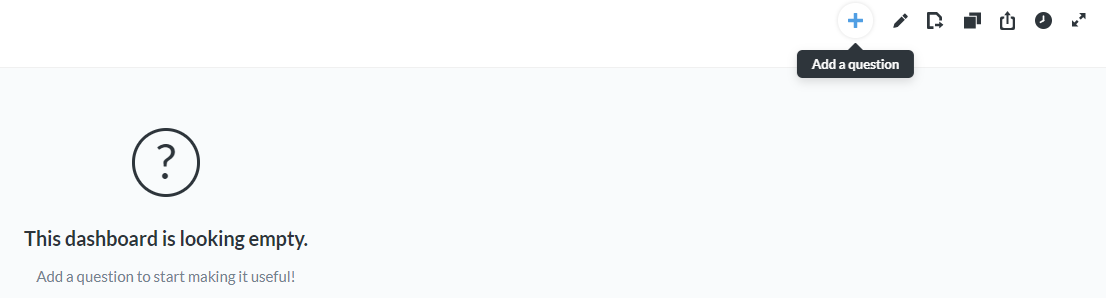 Add a question
?
This dashboard is looking empty.
Add a question to start making it useful!